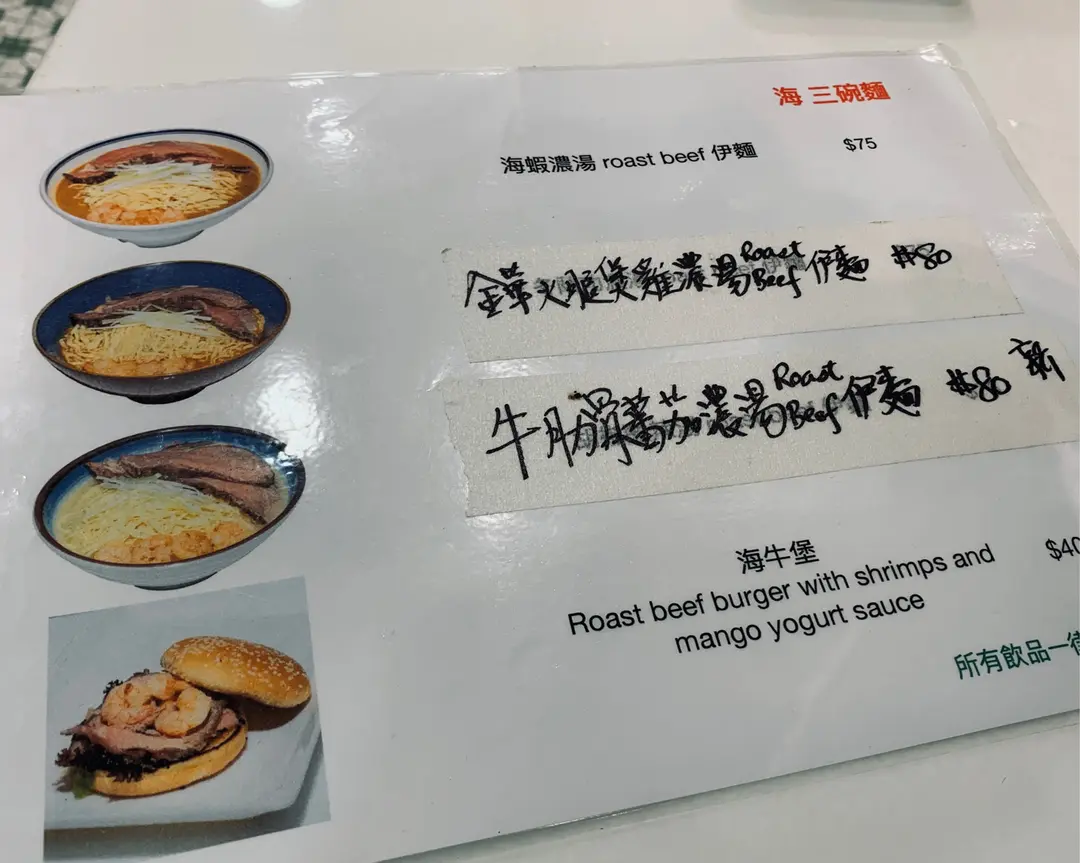 海 三碗麵
海蝦濃湯 roast beef 伊麵 $75
金華火腿煲雞濃湯 Roast Beef 伊麵 $80
牛肋 蕃茄濃湯 Roast Beef 伊麵 $80 新
海牛堡
Roast beef burger with shrimps and $40
mango yogurt sauce
所有飲品一律